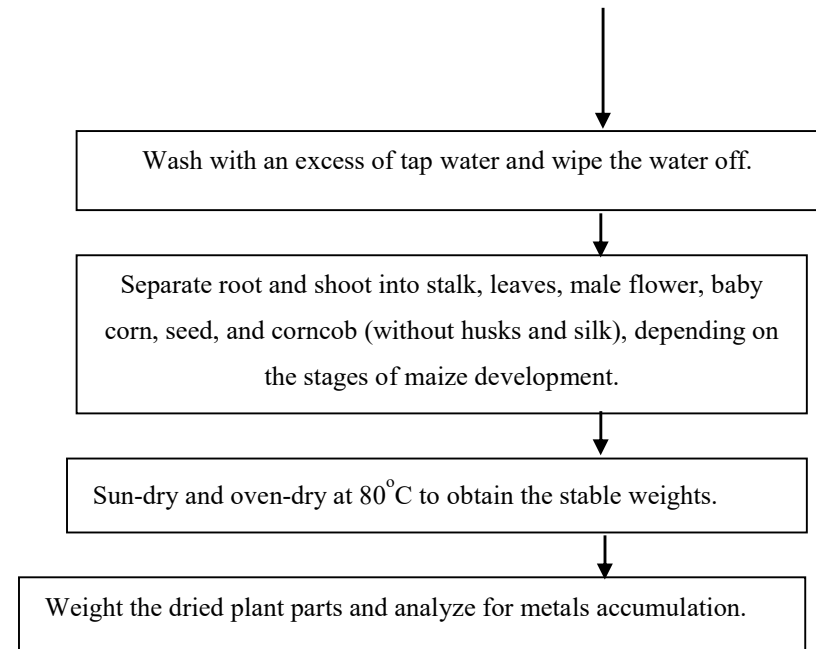 Wash with an excess of tap water and wipe the water off.
Separate root and shoot into stalk, leaves, male flower, baby
corn, seed, and corncob (without husks and silk), depending on
the stages of maize development.
Sun-dry and oven-dry at 80°C to obtain the stable weights.
Weight the dried plant parts and analyze for metals accumulation.